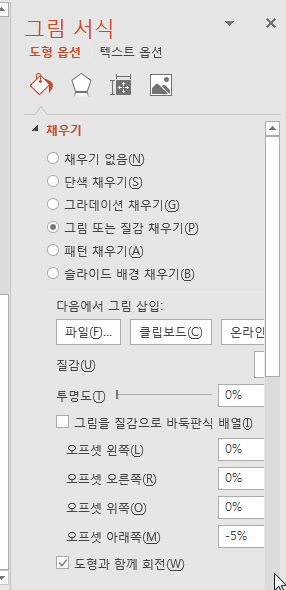 그림 서식
도형 옵션 텍스트 옵션
채우기
채우기 없음(N)
단색 채우기(S)
그라데이션 채우기(G)
그림 또는 질감 채우기(P)
패턴 채우기(A)
슬라이드 배경 채우기(B)
다음에서 그림 삽입:
파일(F)... 클립보드(C) 온라인
질감(U)
투명도(T) 0%
그림을 질감으로 바둑판식 배열(I)
오프셋 왼쪽(L) 0%
오프셋 오른쪽(R) 0%
오프셋 위쪽(O) 0%
오프셋 아래쪽(M) -5%
도형과 함께 회전(W)